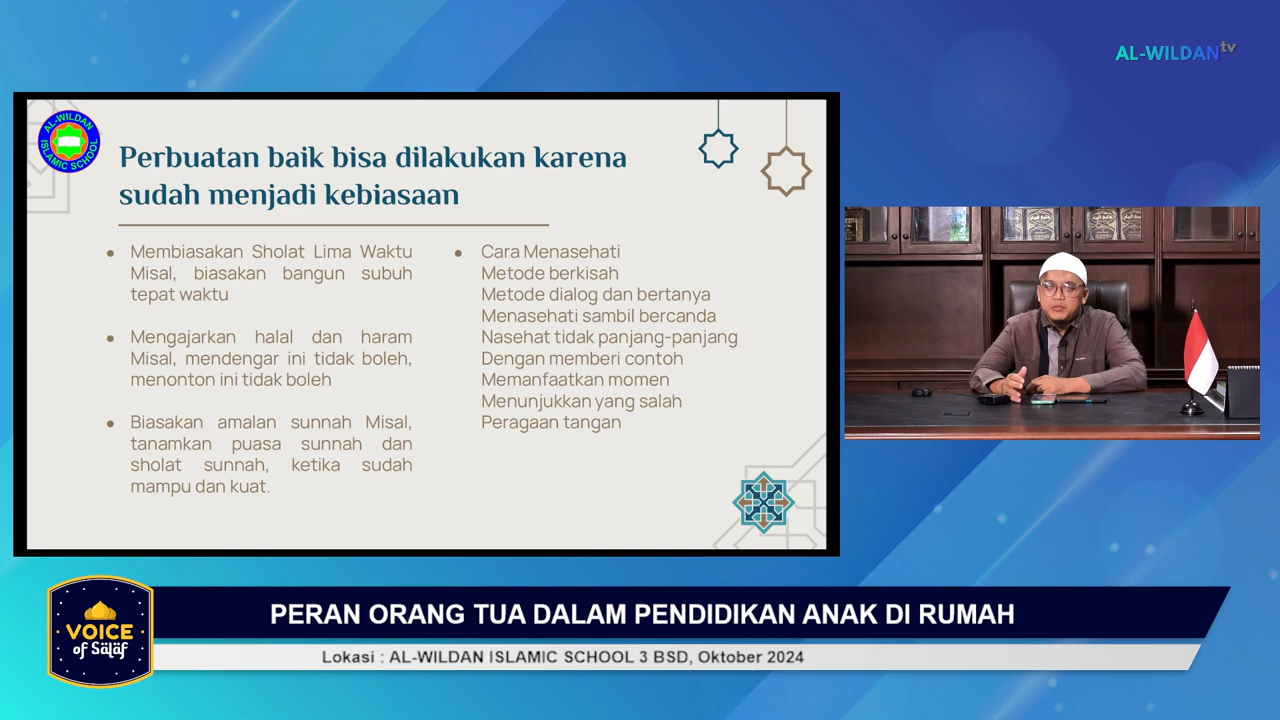 AL-WILDAN tv
AL-WILDAN
ISLAMIC SCHOOL
Perbuatan baik bisa dilakukan karena
sudah menjadi kebiasaan
● Membiasakan Sholat Lima Waktu
Misal, biasakan bangun subuh
tepat waktu
● Mengajarkan halal dan haram
Misal, mendengar ini tidak boleh,
menonton ini tidak boleh
● Biasakan amalan sunnah Misal,
tanamkan puasa sunnah dan
sholat sunnah, ketika sudah
mampu dan kuat.
● Cara Menasehati
Metode berkisah
Metode dialog dan bertanya
Menasehati sambil bercanda
Nasehat tidak panjang-panjang
Dengan memberi contoh
Memanfaatkan momen
Menunjukkan yang salah
Peragaan tangan
VOICE
of Sälåf
PERAN ORANG TUA DALAM PENDIDIKAN ANAK DI RUMAH
Lokasi : AL-WILDAN ISLAMIC SCHOOL 3 BSD, Oktober 2024